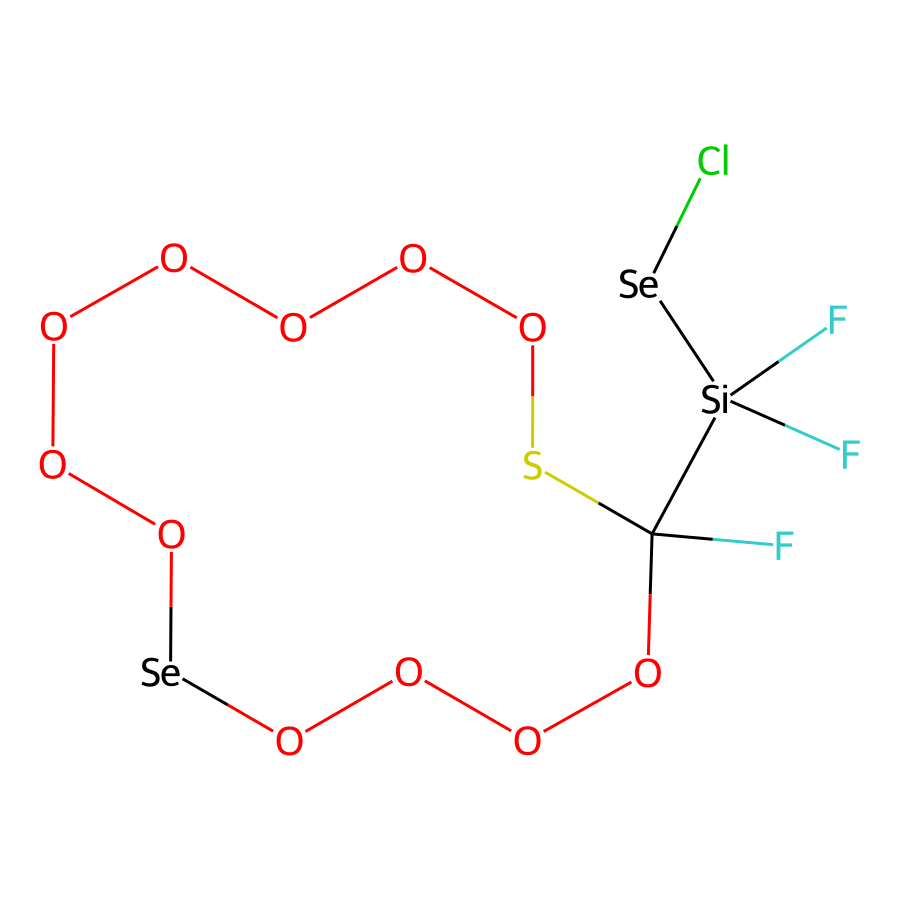 Cl
O O Se
O O O F
Si
O S F
O F
Se O O
O O